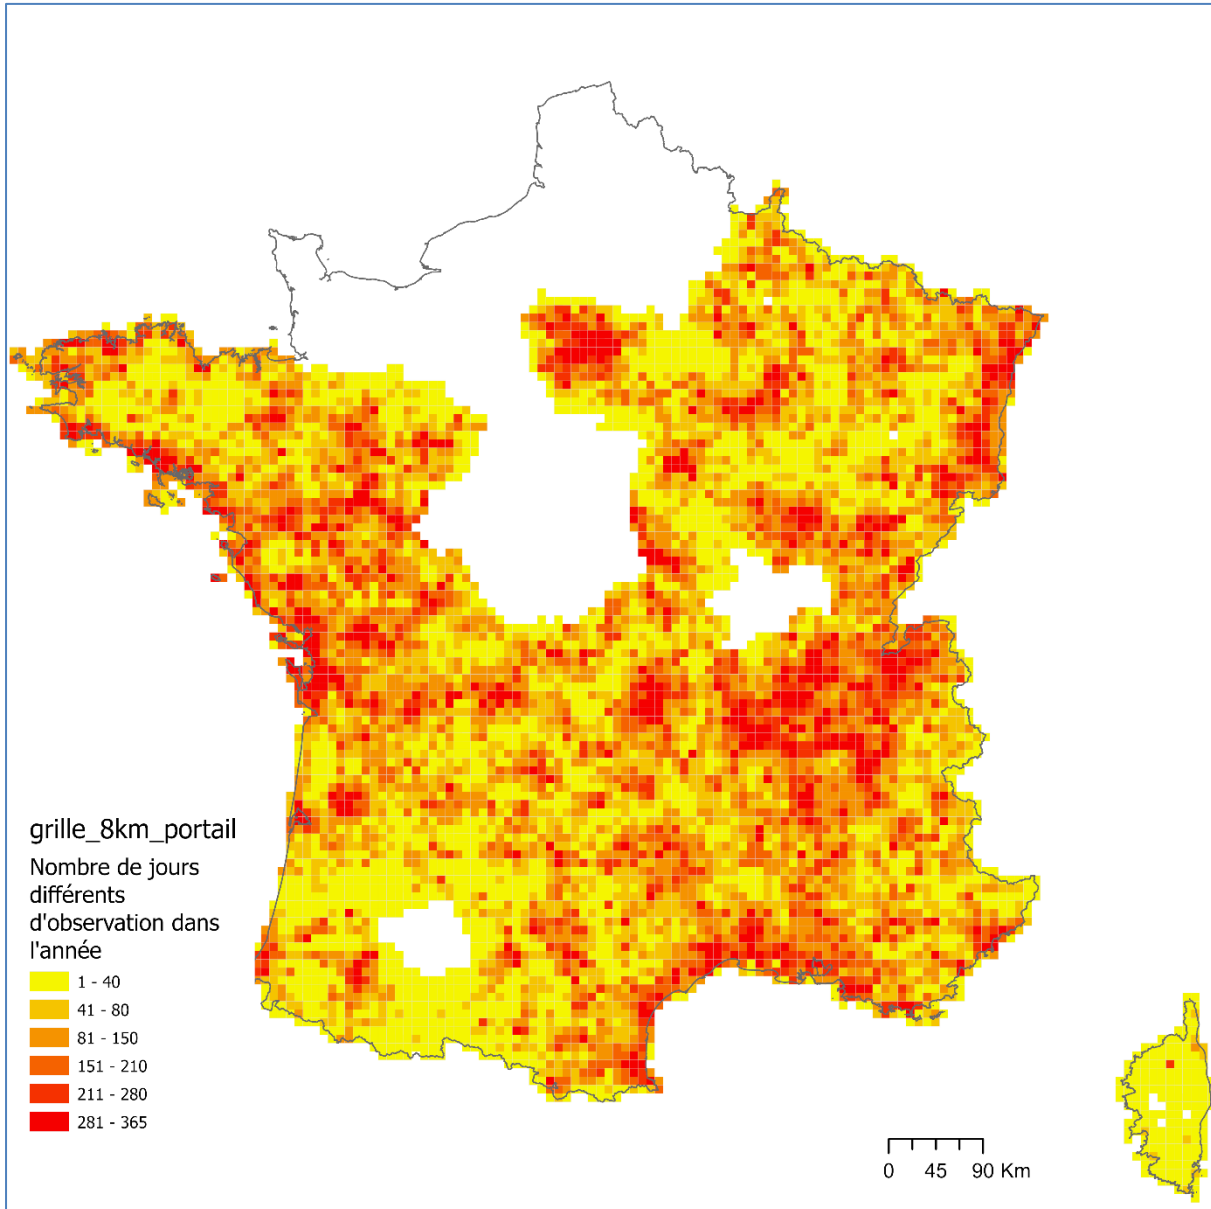 grille_8km_portail
Nombre de jours
différents
d'observation dans
l'année
1 - 40
41 - 80
81 - 150
151 - 210
211 - 280
281 - 365
0 45 90 Km